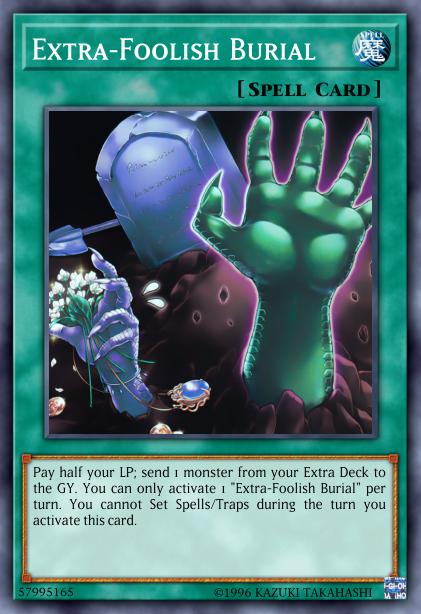 Extra-Foolish Burial
SPELL
魔
[Spell Card]
Pay half your LP; send 1 monster from your Extra Deck to
the GY. You can only activate 1 "Extra-Foolish Burial" per
turn. You cannot Set Spells/Traps during the turn you
activate this card.
57995165
©1996 KAZUKI TAKAHASHI